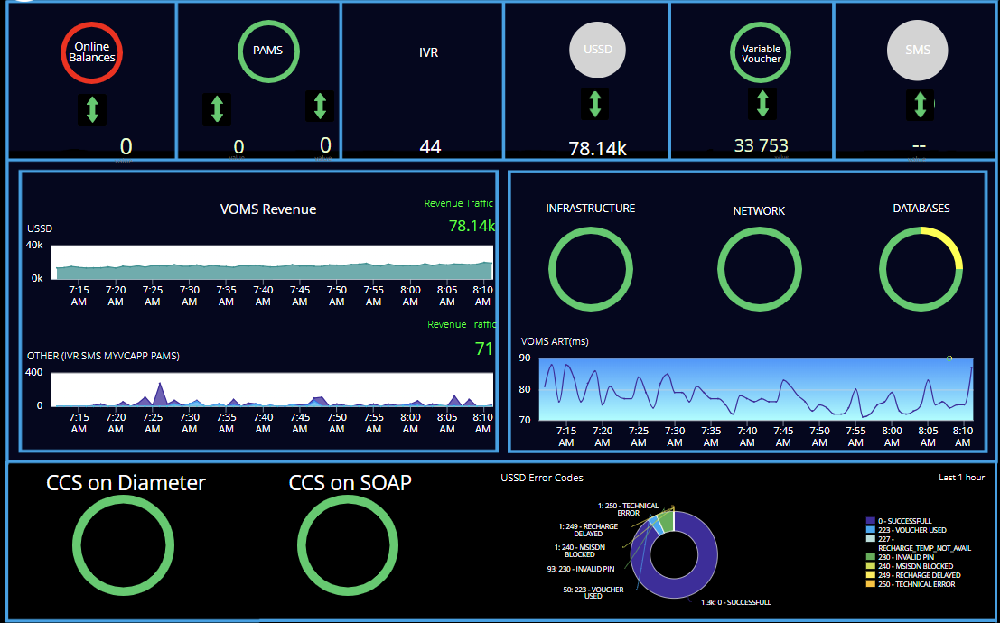 Online
Balances
PAMS
IVR
USSD
Variable
Voucher
SMS
0
0
0
44
78.14k
33 753
--
VOMS Revenue
Revenue Traffic
78.14k
USSD
40k
0k
7:15 AM 7:20 AM 7:25 AM 7:30 AM 7:35 AM 7:40 AM 7:45 AM 7:50 AM 7:55 AM 8:00 AM 8:05 AM 8:10 AM
Revenue Traffic
71
OTHER (IVR SMS MYVCAPP PAMS)
400
0
7:15 AM 7:20 AM 7:25 AM 7:30 AM 7:35 AM 7:40 AM 7:45 AM 7:50 AM 7:55 AM 8:00 AM 8:05 AM 8:10 AM
INFRASTRUCTURE
NETWORK
DATABASES
VOMS ART(ms)
90
80
70
7:15 AM 7:20 AM 7:25 AM 7:30 AM 7:35 AM 7:40 AM 7:45 AM 7:50 AM 7:55 AM 8:00 AM 8:05 AM 8:10 AM
CCS on Diameter
CCS on SOAP
USSD Error Codes
Last 1 hour
1: 250 - TECHNICAL
ERROR
1: 249 - RECHARGE
DELAYED
1: 240 - MSISDN
BLOCKED
93: 230 - INVALID PIN
50: 223 - VOUCHER
USED
1.3k: 0 - SUCCESSFULL
0 - SUCCESSFULL
223 - VOUCHER USED
227 -
RECHARGE_TEMP_NOT_AVAIL
230 - INVALID PIN
240 - MSISDN BLOCKED
249 - RECHARGE DELAYED
250 - TECHNICAL ERROR